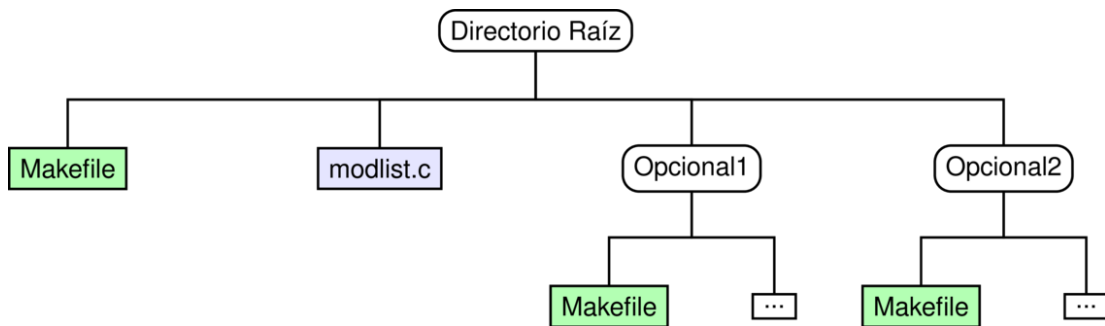 Directorio Raíz
Makefile
modlist.c
Opcional1
Opcional2
Makefile
...
Makefile
...